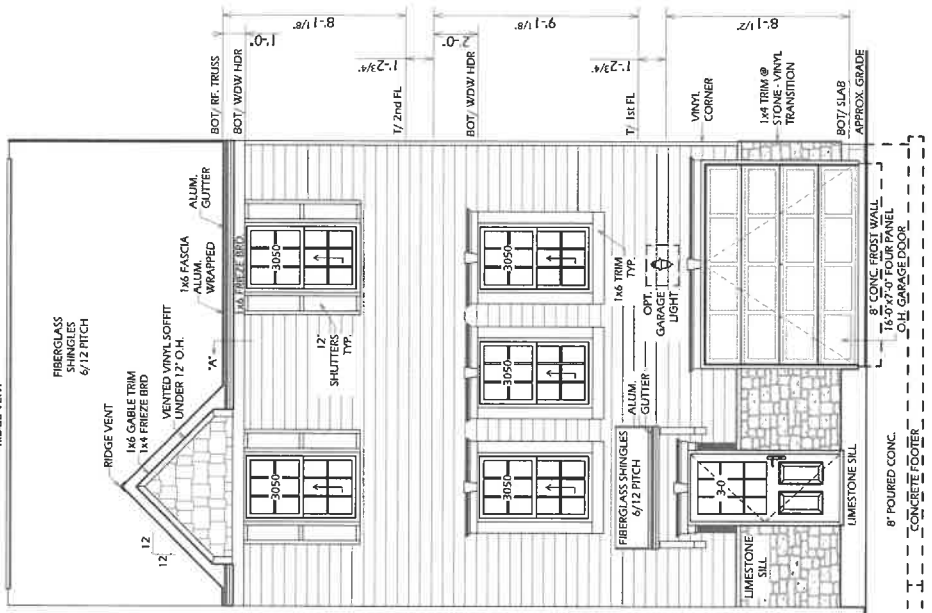 FIBERGLASS
SHINGLES
6/12 PITCH
RIDGE VENT
1x6 GABLE TRIM
1x4 FRIEZE BRD
VENTED VINYL SOFFIT
UNDER 12" O.H.
1x6 FASCIA
ALUM.
WRAPPED
ALUM.
GUTTER
12
12
"A"
1x6 FRIEZE BRD
BOT/ RF. TRUSS
BOT/ WDW HDR
1'-0"
8'-1 1/8"
3050
3050
12"
SHUTTERS
TYP.
T/ 2nd FL
1'-2 3/4"
2'-0"
9'-1 1/8"
BOT/ WDW HDR
3050
3050
3050
1x6 TRIM
TYP.
T/ 1st FL
1'-2 3/4"
OPT.
GARAGE
LIGHT
FIBERGLASS SHINGLES
6/12 PITCH
ALUM.
GUTTER
VINYL
CORNER
8'-1 1/2"
1x4 TRIM @
STONE - VINYL
TRANSITION
3-0
LIMESTONE
SILL
LIMESTONE SILL
BOT/ SLAB
APPROX. GRADE
8" CONC. FROST WALL
16'-0"x7'-0" FOUR PANEL
O.H. GARAGE DOOR
8" POURED CONC.
CONCRETE FOOTER